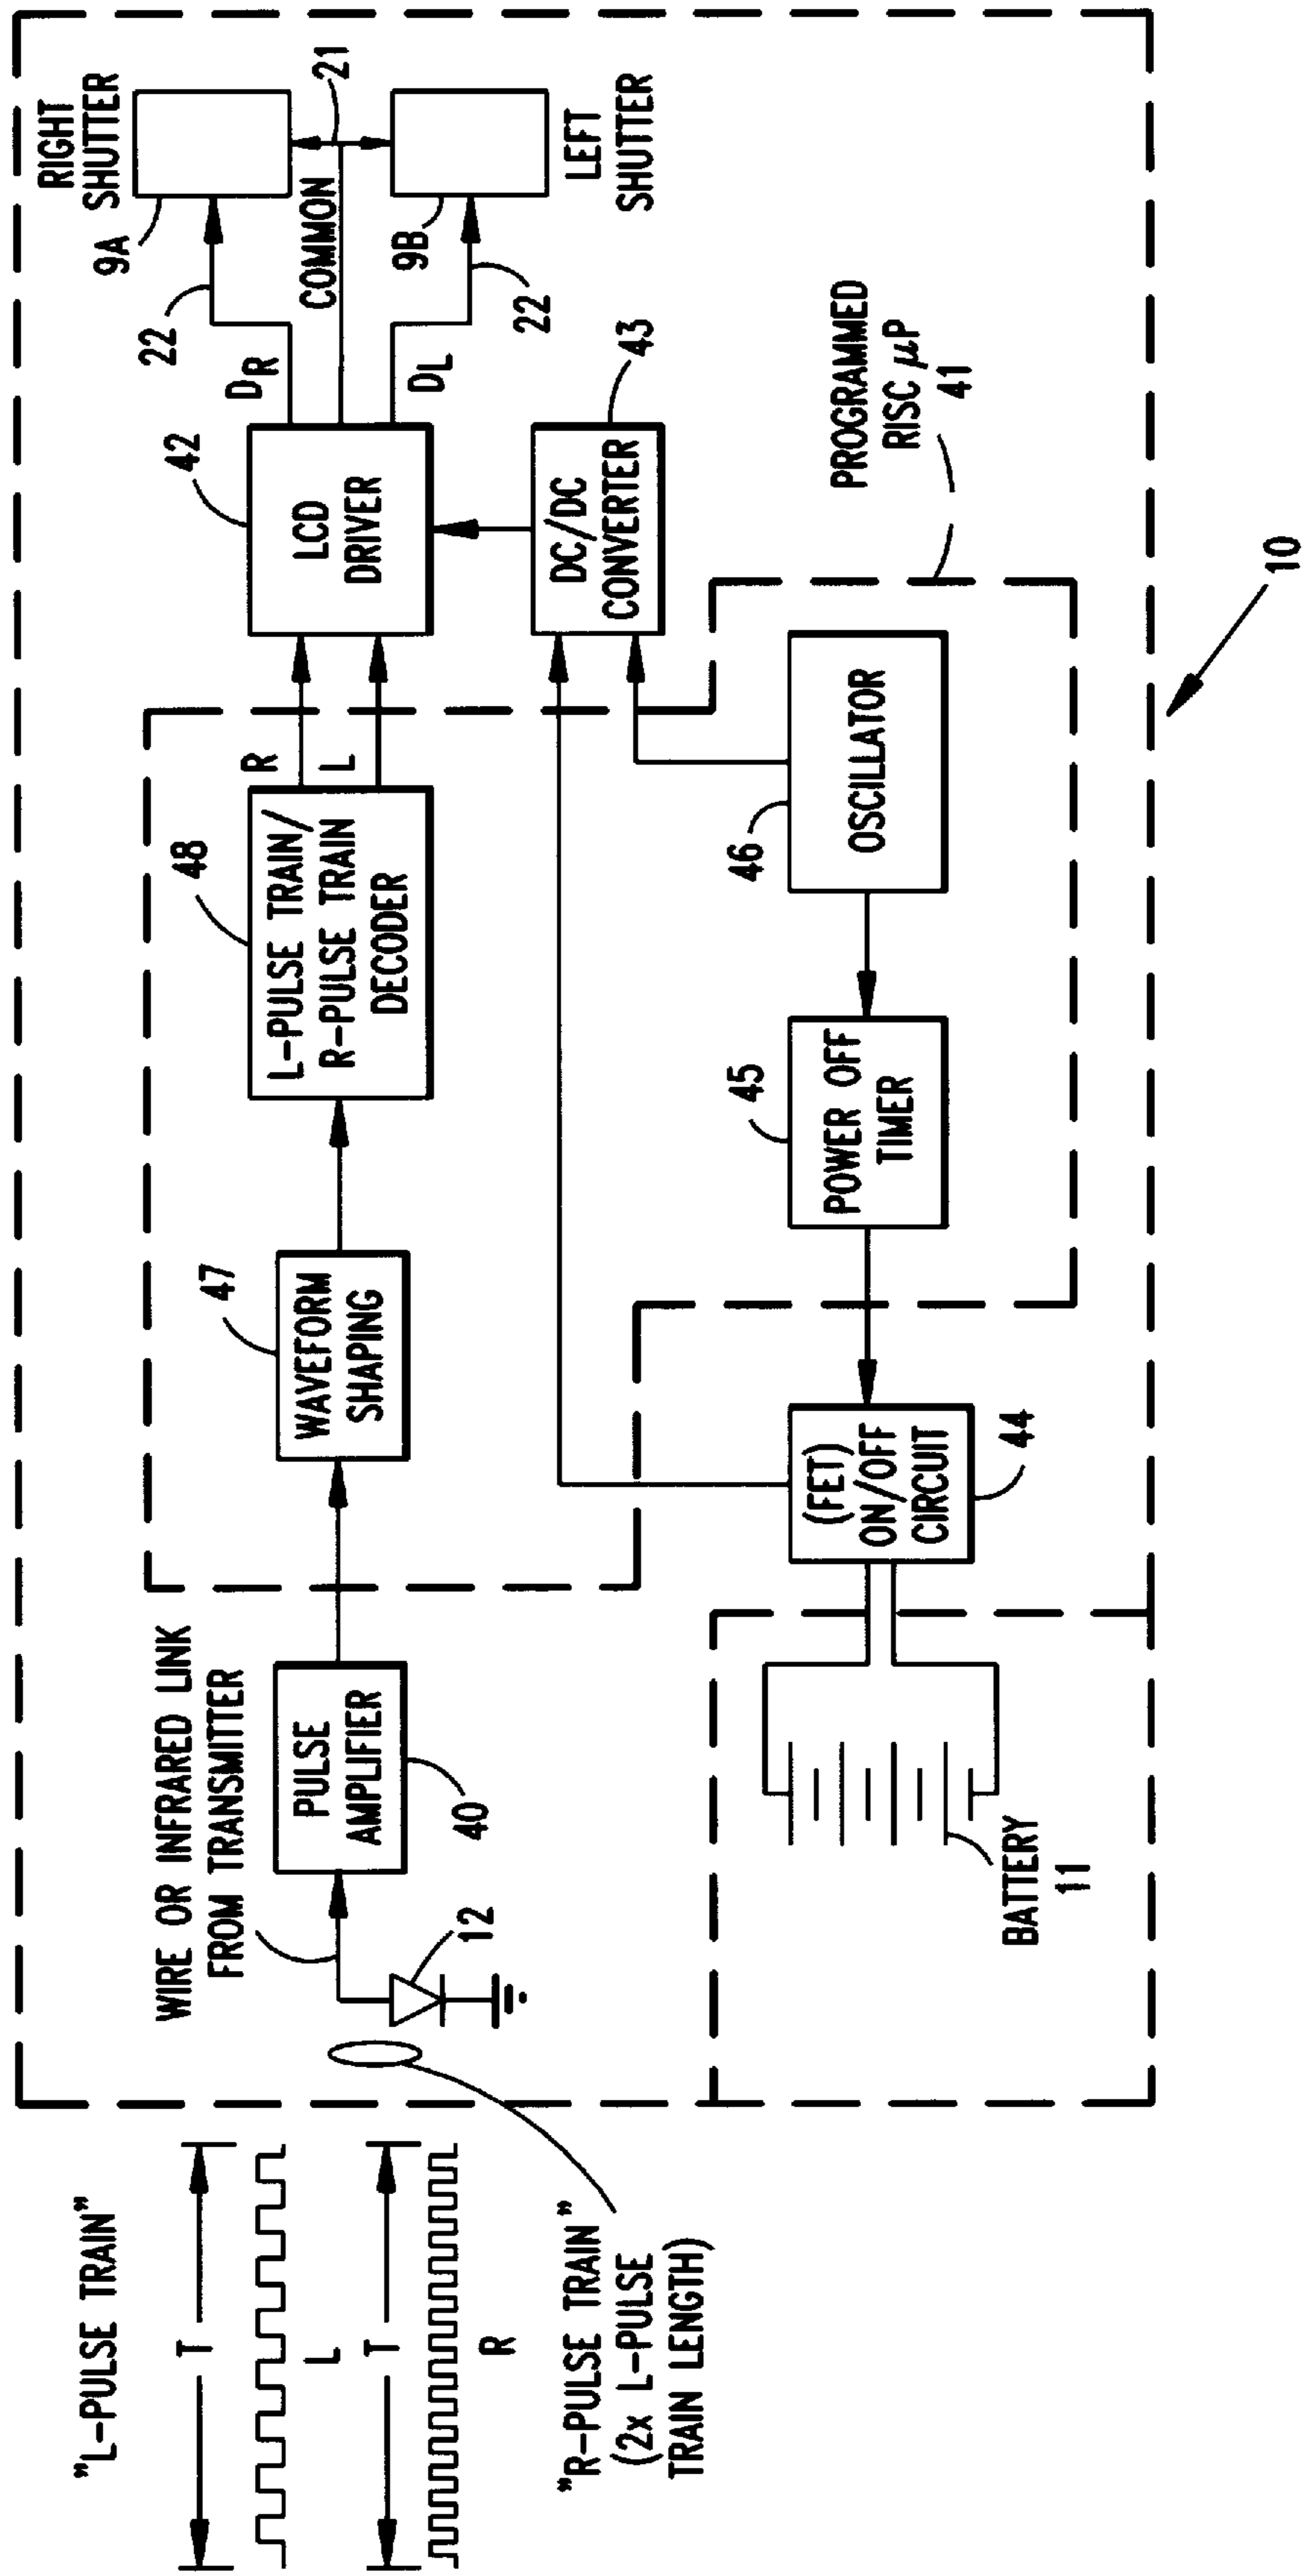 "L-PULSE TRAIN"
T
L
T
R
"R-PULSE TRAIN"
(2x L-PULSE
TRAIN LENGTH)
WIRE OR INFRARED LINK
FROM TRANSMITTER
12
PULSE
AMPLIFIER
40
47
WAVEFORM
SHAPING
48
L-PULSE TRAIN/
R-PULSE TRAIN
DECODER
R
L
42
LCD
DRIVER
DR
DL
COMMON
22
22
21
RIGHT
SHUTTER
9A
9B
LEFT
SHUTTER
DC/DC
CONVERTER
43
BATTERY
11
(FET)
ON/OFF
CIRCUIT
44
45
POWER OFF
TIMER
46
OSCILLATOR
PROGRAMMED
RISC μP
41
10